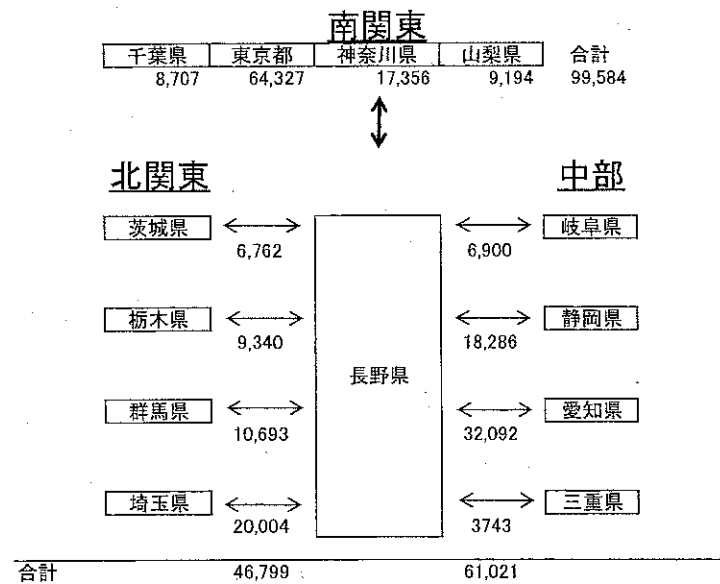 南関東
千葉県 東京都 神奈川県 山梨県 合計
8,707 64,327 17,356 9,194 99,584
北関東 中部
茨城県 岐阜県
6,762 6,900
栃木県 静岡県
9,340 18,286
長野県
群馬県 愛知県
10,693 32,092
埼玉県 三重県
20,004 3743
合計 46,799 61,021